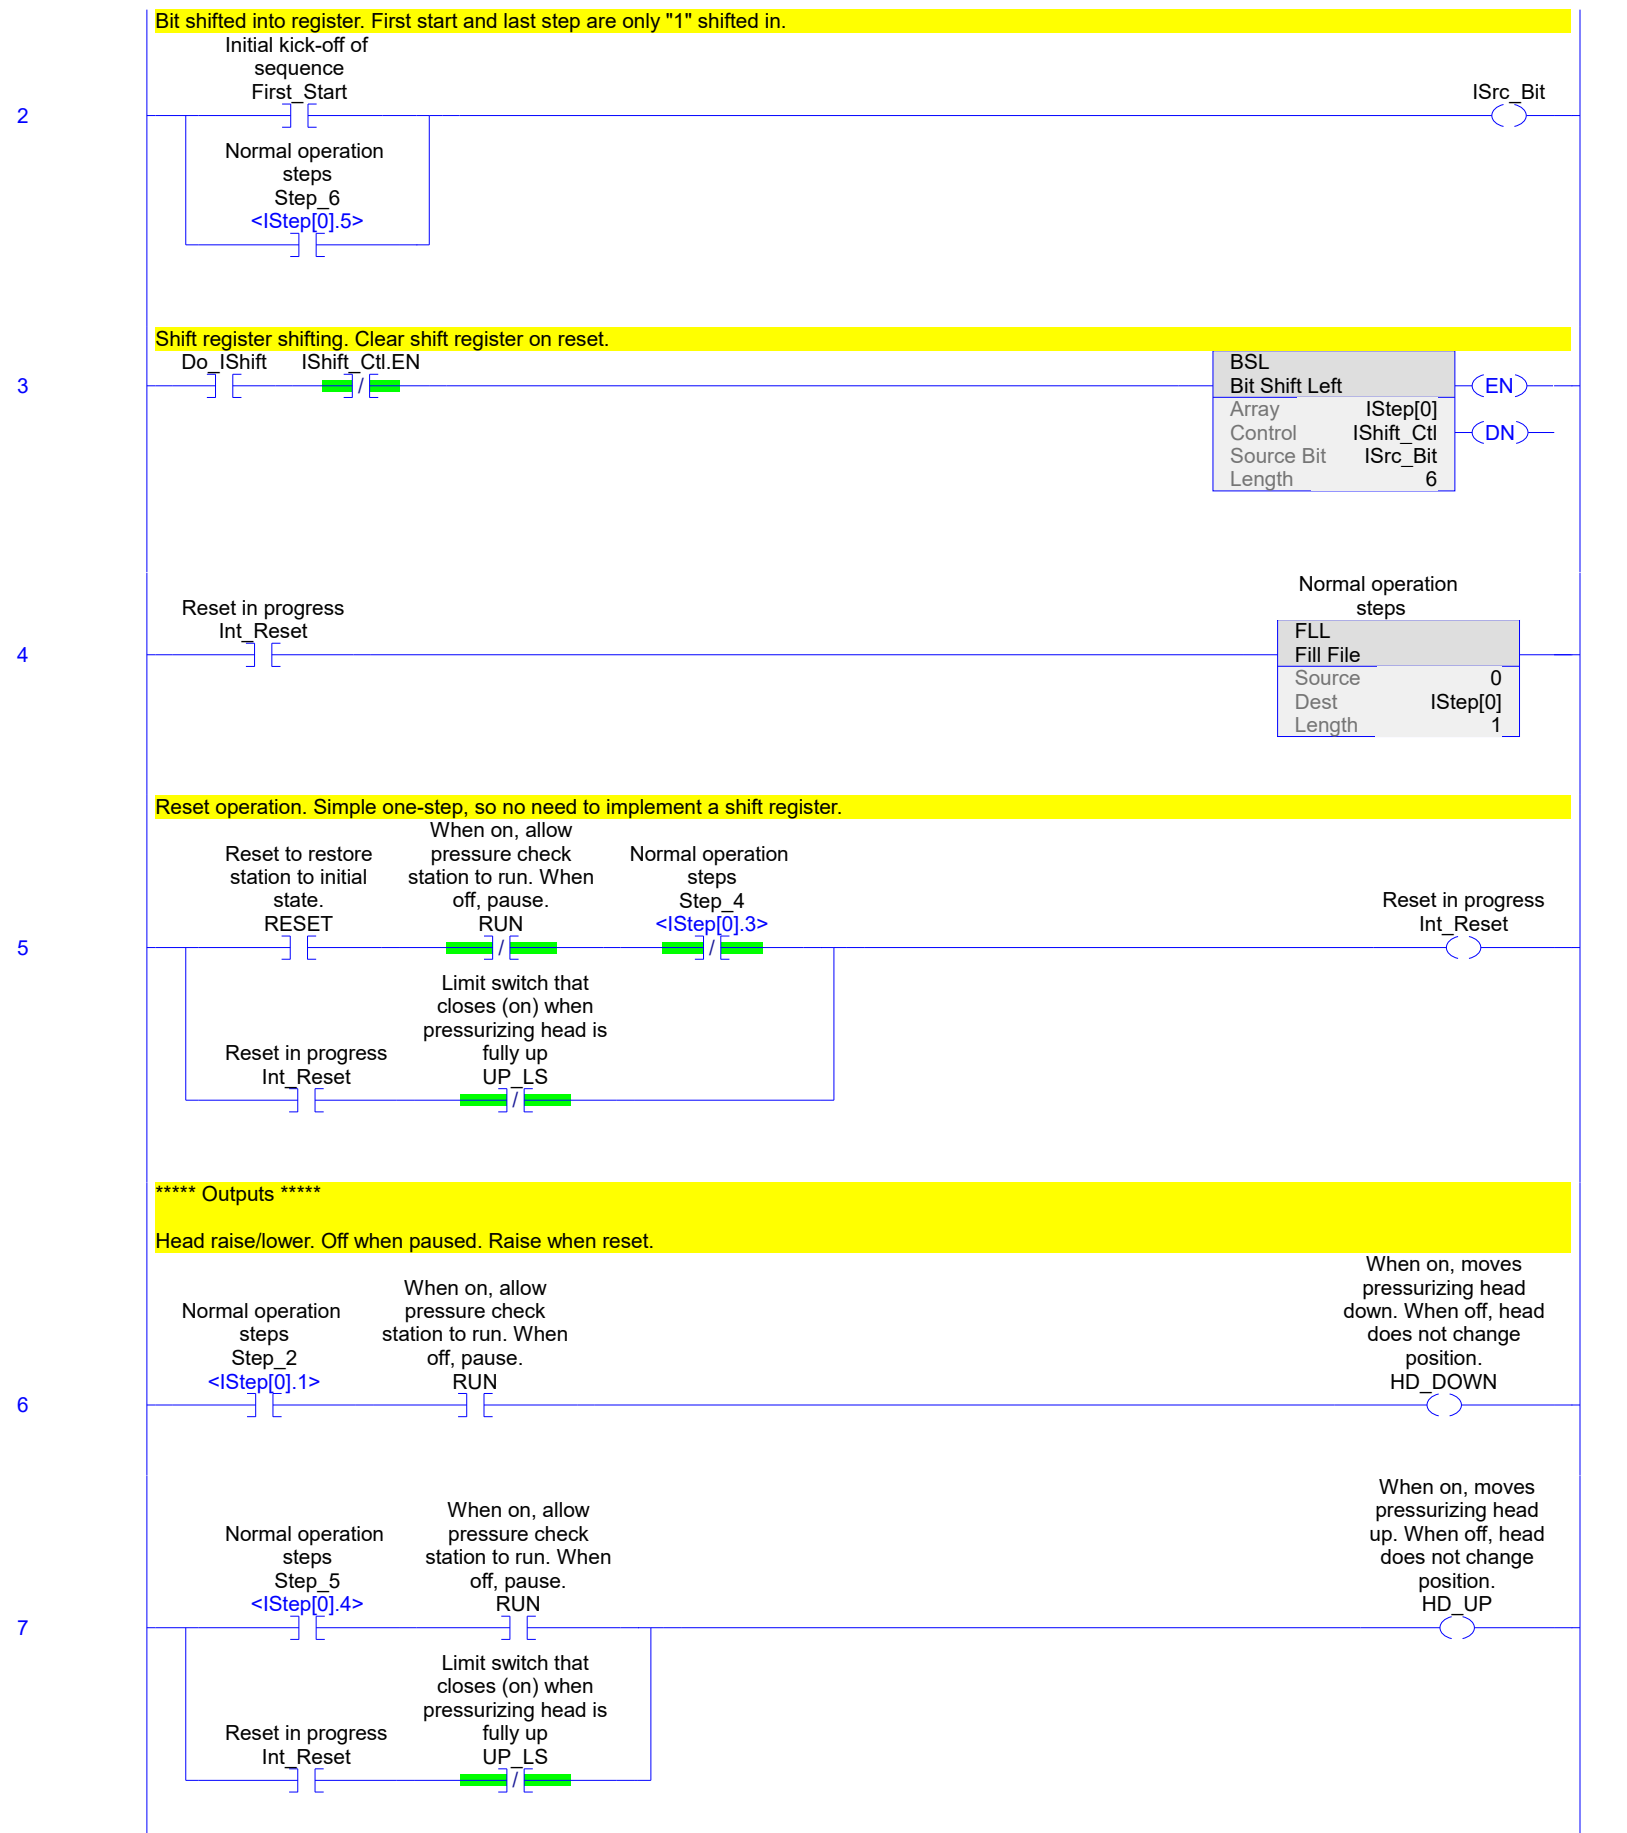 Bit shifted into register. First start and last step are only "1" shifted in.
Initial kick-off of
sequence
First_Start
ISrc_Bit
2
Normal operation
steps
Step_6
<IStep[0].5>
Shift register shifting. Clear shift register on reset.
Do_IShift
IShift_Ctl.EN
/
3
BSL
Bit Shift Left
Array IStep[0]
Control IShift_Ctl
Source Bit ISrc_Bit
Length 6
EN
DN
Reset in progress
Int_Reset
4
Normal operation
steps
FLL
Fill File
Source 0
Dest IStep[0]
Length 1
Reset operation. Simple one-step, so no need to implement a shift register.
Reset to restore
station to initial
state.
RESET
When on, allow
pressure check
station to run. When
off, pause.
RUN
/
Normal operation
steps
Step_4
<IStep[0].3>
/
Reset in progress
Int_Reset
5
Reset in progress
Int_Reset
Limit switch that
closes (on) when
pressurizing head is
fully up
UP_LS
/
***** Outputs *****
Head raise/lower. Off when paused. Raise when reset.
Normal operation
steps
Step_2
<IStep[0].1>
When on, allow
pressure check
station to run. When
off, pause.
RUN
When on, moves
pressurizing head
down. When off, head
does not change
position.
HD_DOWN
6
Normal operation
steps
Step_5
<IStep[0].4>
When on, allow
pressure check
station to run. When
off, pause.
RUN
When on, moves
pressurizing head
up. When off, head
does not change
position.
HD_UP
7
Reset in progress
Int_Reset
Limit switch that
closes (on) when
pressurizing head is
fully up
UP_LS
/